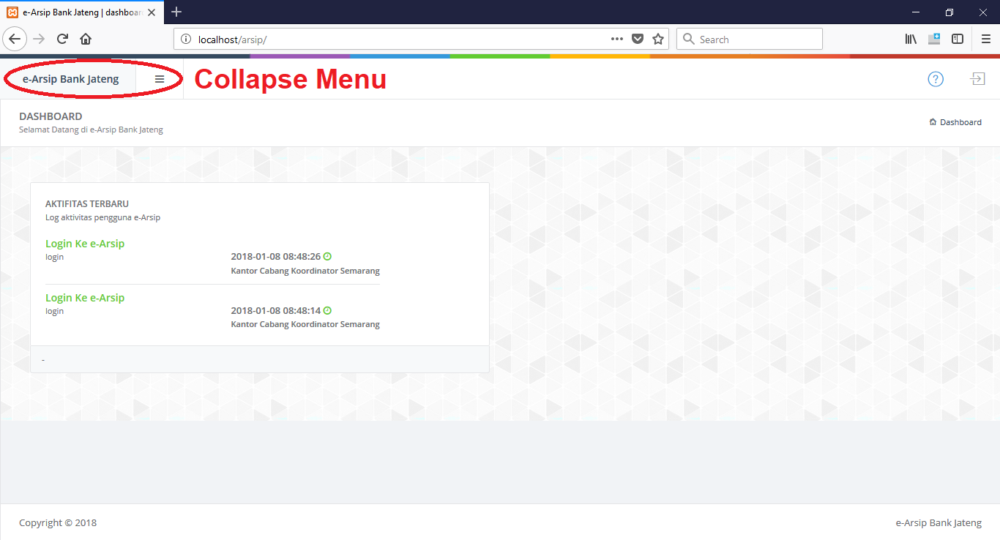 e-Arsip Bank Jateng | dashboar
localhost/arsip/
Search
e-Arsip Bank Jateng
Collapse Menu
DASHBOARD
Selamat Datang di e-Arsip Bank Jateng
Dashboard
AKTIFITAS TERBARU
Log aktivitas pengguna e-Arsip
Login Ke e-Arsip
login
2018-01-08 08:48:26
Kantor Cabang Koordinator Semarang
Login Ke e-Arsip
login
2018-01-08 08:48:14
Kantor Cabang Koordinator Semarang
-
Copyright © 2018
e-Arsip Bank Jateng